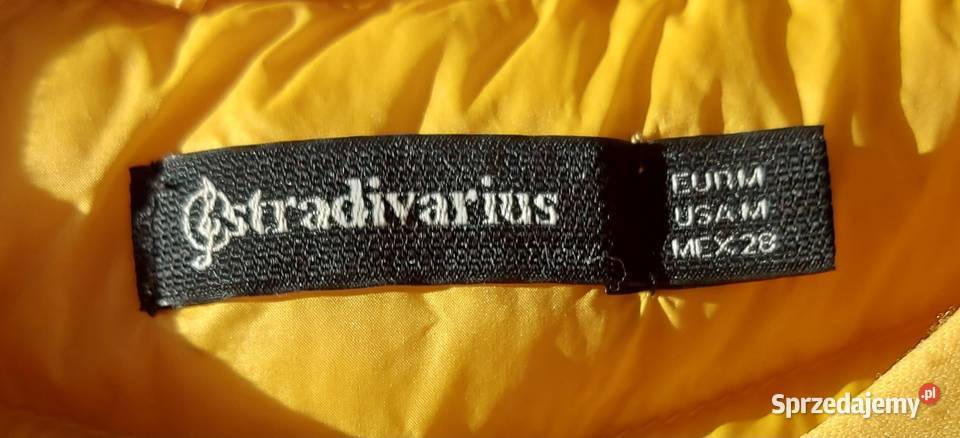 stradivarius
EUR M
USA M
MEX 28
Sprzedajemy.pl